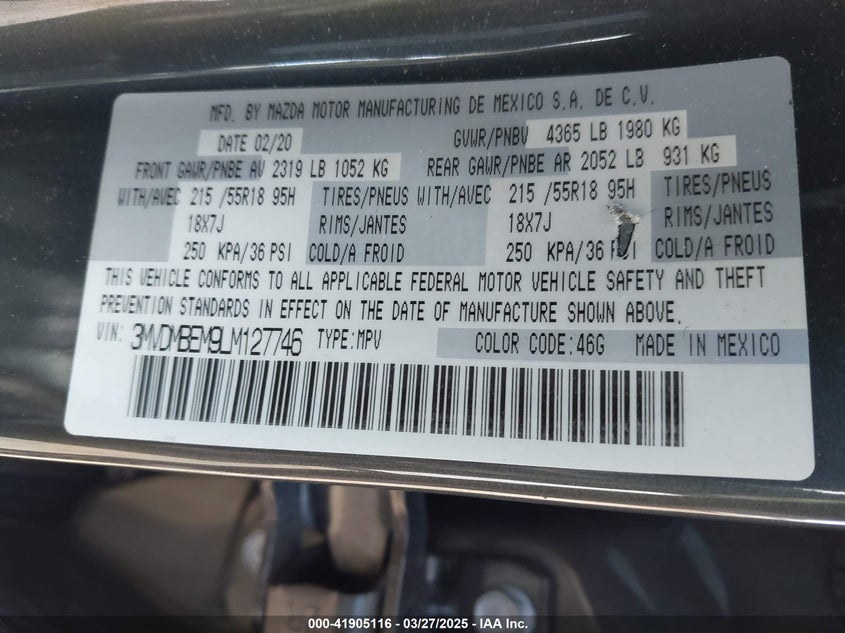 MFD. BY MAZDA MOTOR MANUFACTURING DE MEXICO S.A. DE C.V.
DATE 02/20 GVWR/PNBV 4365 LB 1980 KG
FRONT GAWR/PNBE AV 2319 LB 1052 KG REAR GAWR/PNBE AR 2052 LB 931 KG
WITH/AVEC 215 /55R18 95H TIRES/PNEUS WITH/AVEC 215 /55R18 95H TIRES/PNEUS
18X7J RIMS/JANTES 18X7J RIMS/JANTES
250 KPA/36 PSI COLD/A FROID 250 KPA/36 PSI COLD/A FROID
THIS VEHICLE CONFORMS TO ALL APPLICABLE FEDERAL MOTOR VEHICLE SAFETY AND THEFT
PREVENTION STANDARDS IN EFFECT ON THE DATE OF MANUFACTURE SHOWN ABOVE.
VIN: 3MVDMBEM9LM127746 TYPE:MPV COLOR CODE:46G MADE IN MEXICO
000-41905116 — 03/27/2025 — IAA Inc.